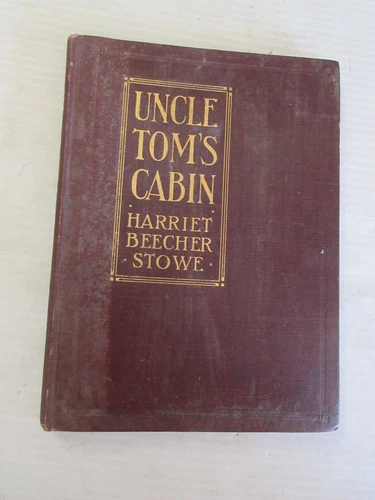 UNCLE
TOM'S
CABIN
· HARRIET
BEECHER
· STOWE ·